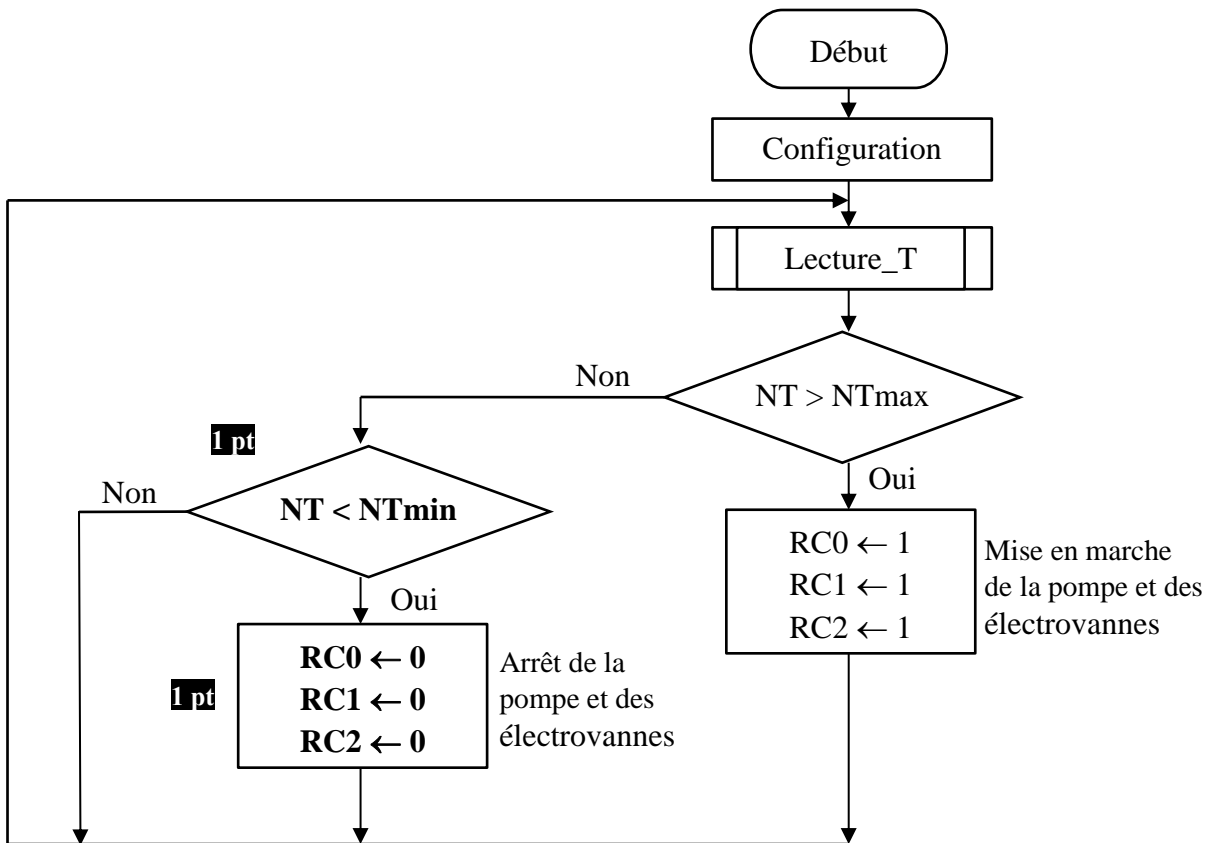 Début
Configuration
Lecture_T
NT > NTmax
Non
Oui
RC0 ← 1
RC1 ← 1
RC2 ← 1
Mise en marche
de la pompe et des
électrovannes
1 pt
NT < NTmin
Non
Oui
1 pt
RC0 ← 0
RC1 ← 0
RC2 ← 0
Arrêt de la
pompe et des
électrovannes